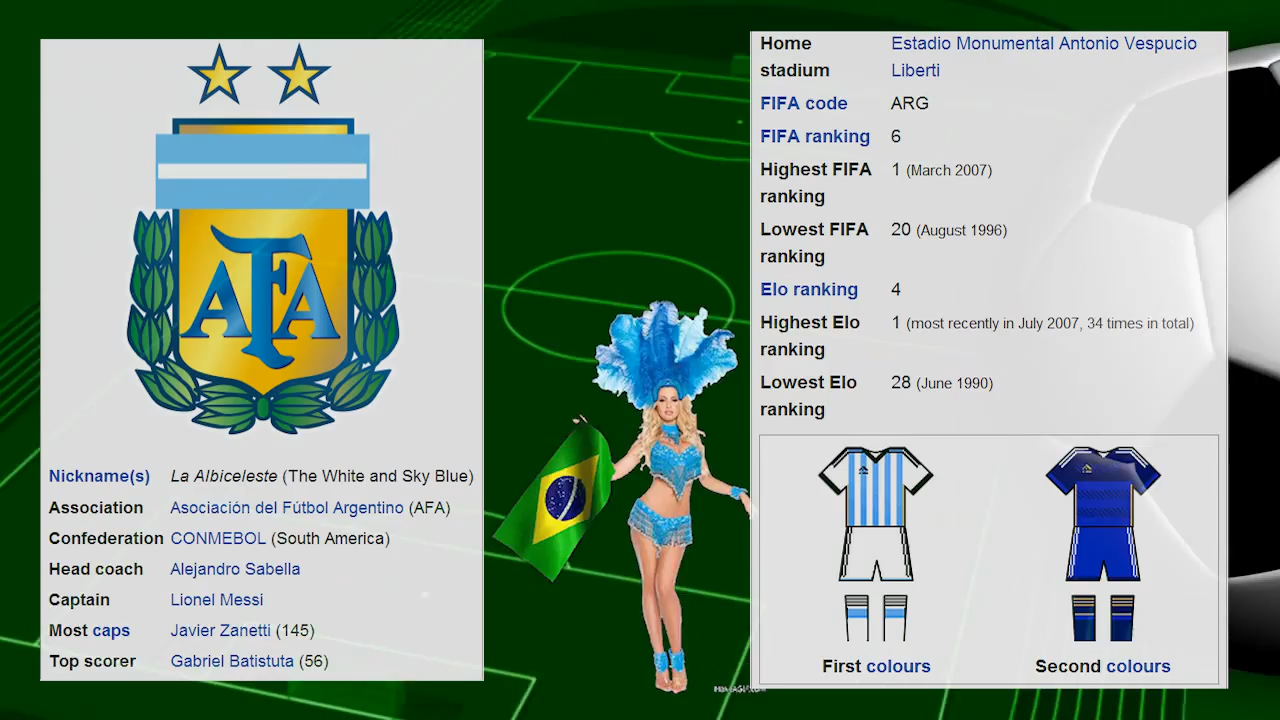 AFA
Nickname(s) La Albiceleste (The White and Sky Blue)
Association Asociación del Fútbol Argentino (AFA)
Confederation CONMEBOL (South America)
Head coach Alejandro Sabella
Captain Lionel Messi
Most caps Javier Zanetti (145)
Top scorer Gabriel Batistuta (56)
Home Estadio Monumental Antonio Vespucio
stadium Liberti
FIFA code ARG
FIFA ranking 6
Highest FIFA 1 (March 2007)
ranking
Lowest FIFA 20 (August 1996)
ranking
Elo ranking 4
Highest Elo 1 (most recently in July 2007, 34 times in total)
ranking
Lowest Elo 28 (June 1990)
ranking
First colours Second colours